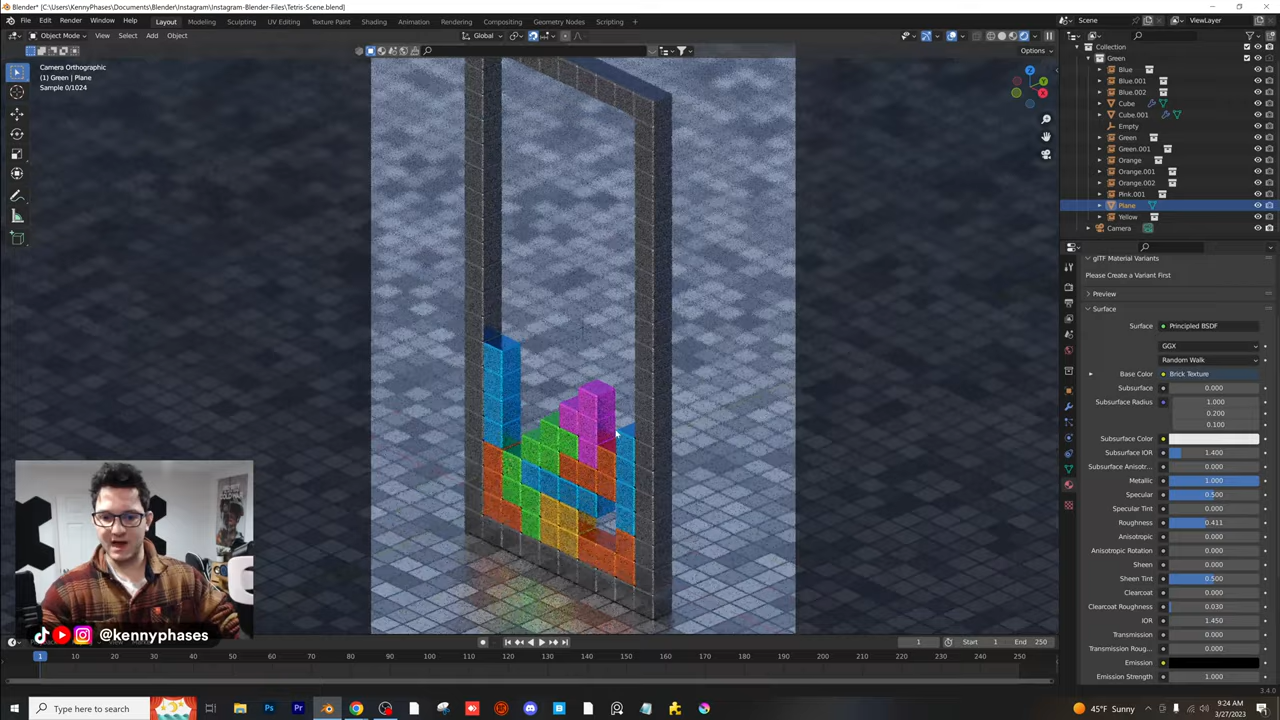 Blender* [C:\Users\KennyPhases\Documents\Blender\Instagram\Instagram-Blender-Files\Tetris-Scene.blend]
File Edit Render Window Help Layout Modeling Sculpting UV Editing Texture Paint Shading Animation Rendering Compositing Geometry Nodes Scripting + Scene ViewLayer
Object Mode View Select Add Object Global
Options
Camera Orthographic
(1) Green | Plane
Sample 0/1024
Z
Y
X
Collection
Green
Blue
Blue.001
Blue.002
Cube
Cube.001
Empty
Green
Green.001
Orange
Orange.001
Orange.002
Pink.001
Plane
Yellow
Camera
glTF Material Variants
Please Create a Variant First
Preview
Surface
Surface Principled BSDF
GGX
Random Walk
Base Color Brick Texture
Subsurface 0.000
Subsurface Radius 1.000
0.200
0.100
Subsurface Color
Subsurface IOR 1.400
Subsurface Anisotr... 0.000
Metallic 1.000
Specular 0.500
Specular Tint 0.000
Roughness 0.411
Anisotropic 0.000
Anisotropic Rotation 0.000
Sheen 0.000
Sheen Tint 0.500
Clearcoat 0.000
Clearcoat Roughness 0.030
IOR 1.450
Transmission 0.000
Transmission Roug... 0.000
Emission
Emission Strength 1.000
@kennyphases
1 Start 1 End 250
1 10 20 30 40 50 60 70 80 90 100 110 120 130 140 150 160 170 180 190 200 210 220 230 240 250
3.4.0
Type here to search
45°F Sunny
9:24 AM
3/27/2023